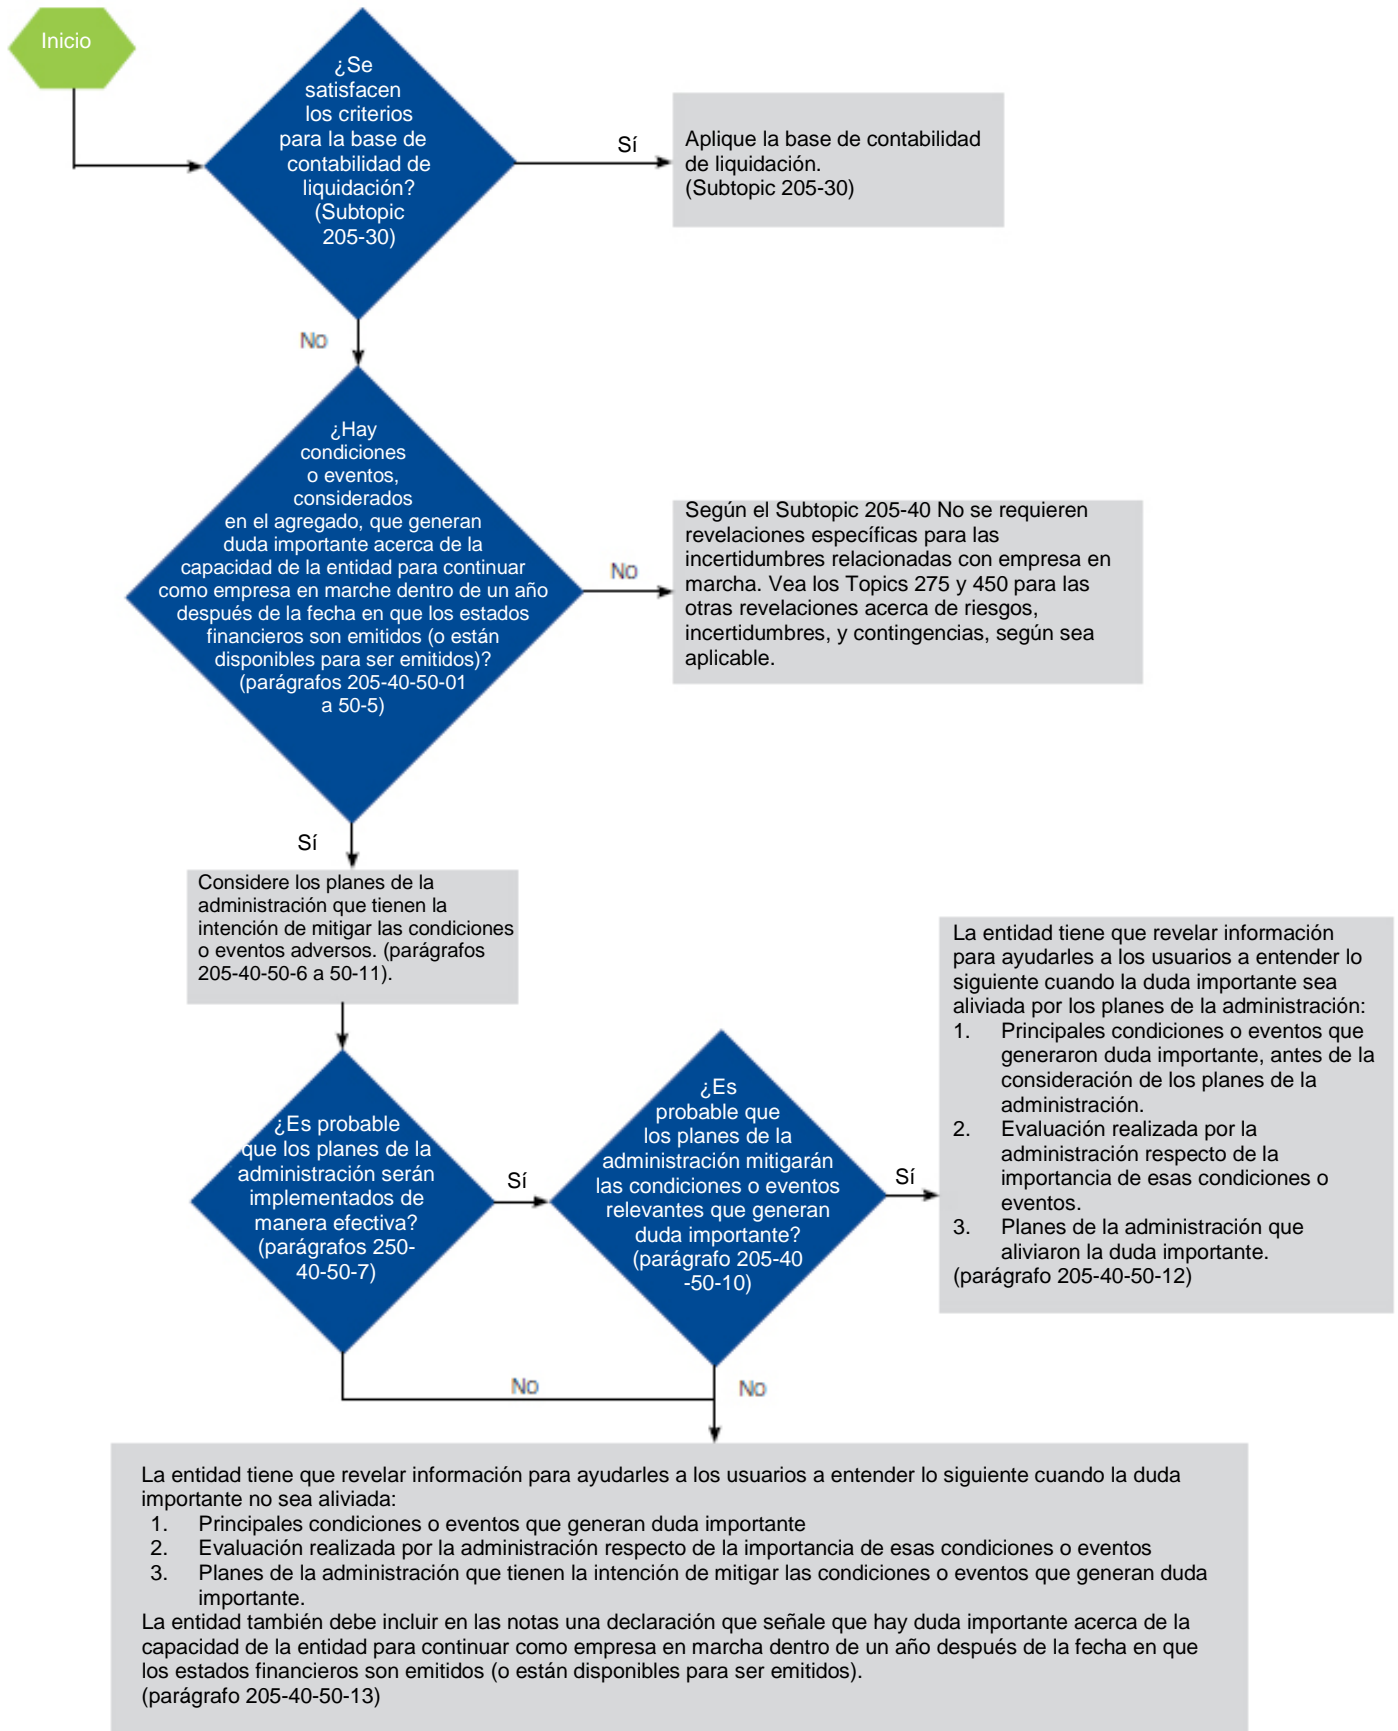 Inicio
¿Se
satisfacen
los criterios
para la base de
contabilidad de
liquidación?
(Subtopic
205-30)
Sí
Aplique la base de contabilidad
de liquidación.
(Subtopic 205-30)
No
¿Hay
condiciones
o eventos,
considerados
en el agregado, que generan
duda importante acerca de la
capacidad de la entidad para continuar
como empresa en marche dentro de un año
después de la fecha en que los estados
financieros son emitidos (o están
disponibles para ser emitidos)?
(parágrafos 205-40-50-01
a 50-5)
No
Según el Subtopic 205-40 No se requieren
revelaciones específicas para las
incertidumbres relacionadas con empresa en
marcha. Vea los Topics 275 y 450 para las
otras revelaciones acerca de riesgos,
incertidumbres, y contingencias, según sea
aplicable.
Sí
Considere los planes de la
administración que tienen la
intención de mitigar las condiciones
o eventos adversos. (parágrafos
205-40-50-6 a 50-11).
¿Es probable
que los planes de la
administración serán
implementados de
manera efectiva?
(parágrafos 250-
40-50-7)
Sí
¿Es
probable que
los planes de la
administración mitigarán
las condiciones o eventos
relevantes que generan
duda importante?
(parágrafo 205-40
-50-10)
Sí
La entidad tiene que revelar información
para ayudarles a los usuarios a entender lo
siguiente cuando la duda importante sea
aliviada por los planes de la administración:
1. Principales condiciones o eventos que
generaron duda importante, antes de la
consideración de los planes de la
administración.
2. Evaluación realizada por la
administración respecto de la
importancia de esas condiciones o
eventos.
3. Planes de la administración que
aliviaron la duda importante.
(parágrafo 205-40-50-12)
No
No
La entidad tiene que revelar información para ayudarles a los usuarios a entender lo siguiente cuando la duda
importante no sea aliviada:
1. Principales condiciones o eventos que generan duda importante
2. Evaluación realizada por la administración respecto de la importancia de esas condiciones o eventos
3. Planes de la administración que tienen la intención de mitigar las condiciones o eventos que generan duda
importante.
La entidad también debe incluir en las notas una declaración que señale que hay duda importante acerca de la
capacidad de la entidad para continuar como empresa en marcha dentro de un año después de la fecha en que
los estados financieros son emitidos (o están disponibles para ser emitidos).
(parágrafo 205-40-50-13)